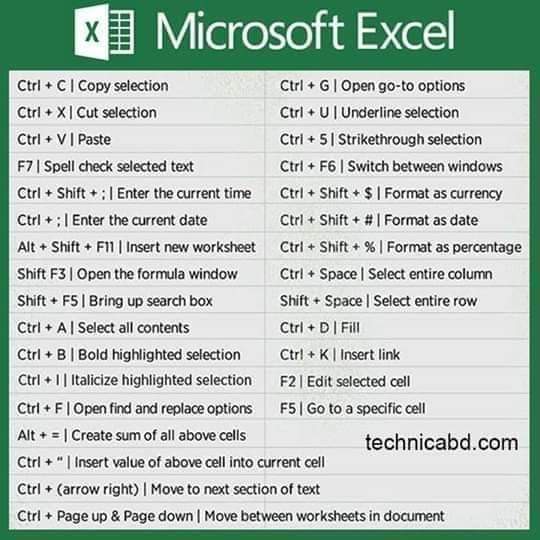 X
Microsoft Excel
Ctrl + C | Copy selection
Ctrl + X | Cut selection
Ctrl + V | Paste
F7 | Spell check selected text
Ctrl + Shift + ; | Enter the current time
Ctrl + ; | Enter the current date
Alt + Shift + F11 | Insert new worksheet
Shift F3 | Open the formula window
Shift + F5 | Bring up search box
Ctrl + A | Select all contents
Ctrl + B | Bold highlighted selection
Ctrl + I | Italicize highlighted selection
Ctrl + F | Open find and replace options
Alt + = | Create sum of all above cells
Ctrl + “ | Insert value of above cell into current cell
Ctrl + (arrow right) | Move to next section of text
Ctrl + Page up & Page down | Move between worksheets in document
Ctrl + G | Open go-to options
Ctrl + U | Underline selection
Ctrl + 5 | Strikethrough selection
Ctrl + F6 | Switch between windows
Ctrl + Shift + $ | Format as currency
Ctrl + Shift + # | Format as date
Ctrl + Shift + % | Format as percentage
Ctrl + Space | Select entire column
Shift + Space | Select entire row
Ctrl + D | Fill
Ctrl + K | Insert link
F2 | Edit selected cell
F5 | Go to a specific cell
technicabd.com